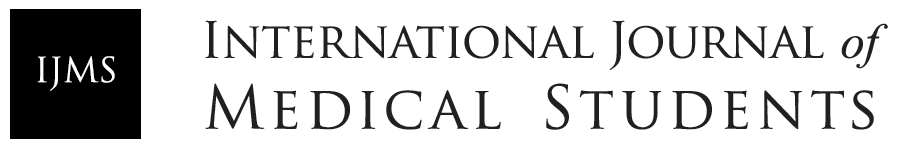 IJMS
International Journal of
Medical Students